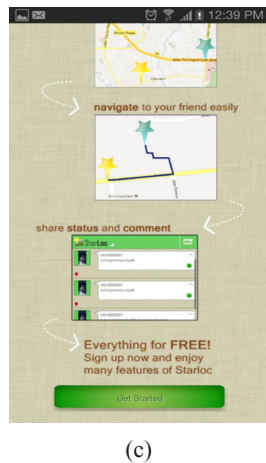 12:39 PM
navigate to your friend easily
share status and comment
StarLoc
Everything for FREE!
Sign up now and enjoy
many features of Starloc
Get Started
(c)